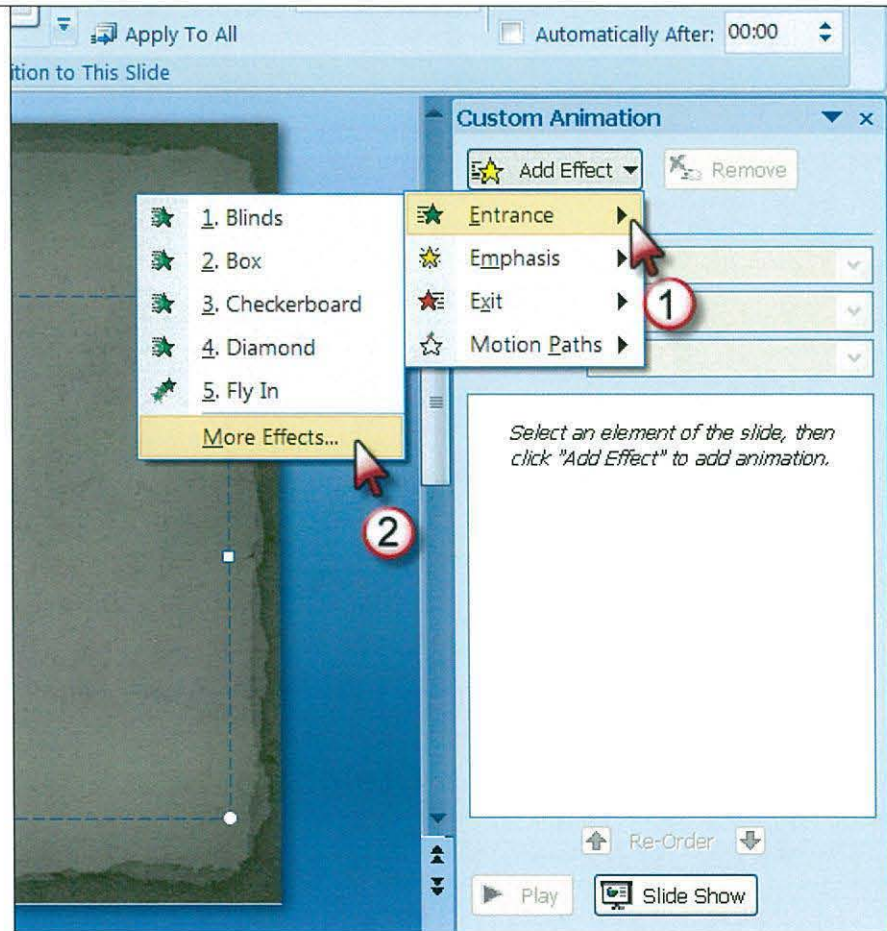 Apply To All
Automatically After: 00:00
ition to This Slide
Custom Animation
Add Effect
Remove
1. Blinds
2. Box
3. Checkerboard
4. Diamond
5. Fly In
More Effects...
Entrance
Emphasis
Exit
Motion Paths
1
2
Select an element of the slide, then
click "Add Effect" to add animation.
Re-Order
Play
Slide Show